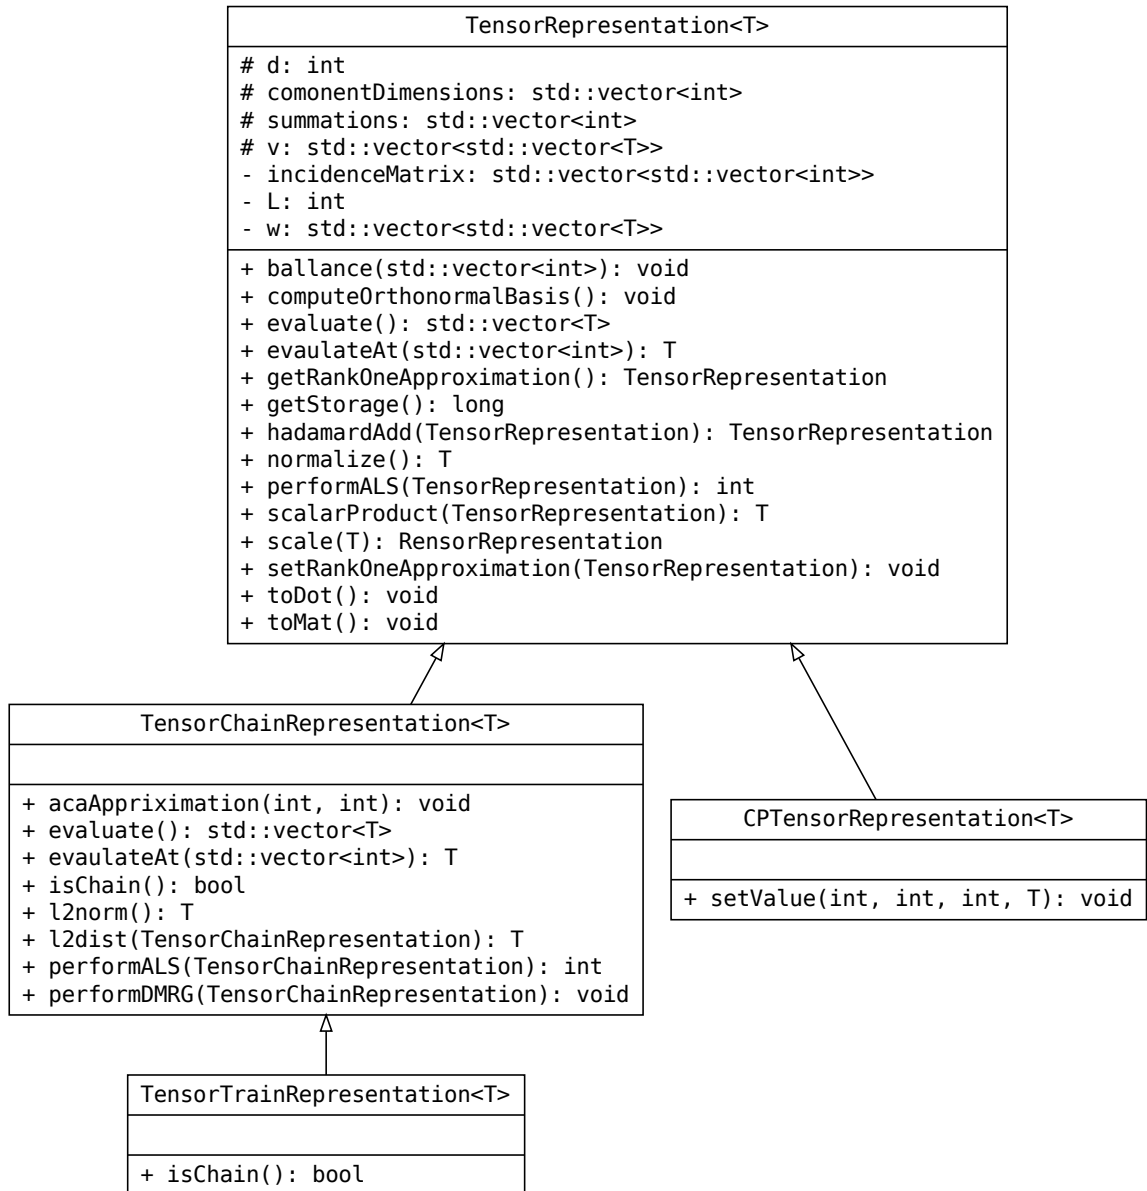 TensorRepresentation<T>
# d: int
# comonentDimensions: std::vector<int>
# summations: std::vector<int>
# v: std::vector<std::vector<T>>
- incidenceMatrix: std::vector<std::vector<int>>
- L: int
- w: std::vector<std::vector<T>>
+ ballance(std::vector<int>): void
+ computeOrthonormalBasis(): void
+ evaluate(): std::vector<T>
+ evaulateAt(std::vector<int>): T
+ getRankOneApproximation(): TensorRepresentation
+ getStorage(): long
+ hadamardAdd(TensorRepresentation): TensorRepresentation
+ normalize(): T
+ performALS(TensorRepresentation): int
+ scalarProduct(TensorRepresentation): T
+ scale(T): RensorRepresentation
+ setRankOneApproximation(TensorRepresentation): void
+ toDot(): void
+ toMat(): void
TensorChainRepresentation<T>
+ acaAppriximation(int, int): void
+ evaluate(): std::vector<T>
+ evaulateAt(std::vector<int>): T
+ isChain(): bool
+ l2norm(): T
+ l2dist(TensorChainRepresentation): T
+ performALS(TensorChainRepresentation): int
+ performDMRG(TensorChainRepresentation): void
CPTensorRepresentation<T>
+ setValue(int, int, int, T): void
TensorTrainRepresentation<T>
+ isChain(): bool